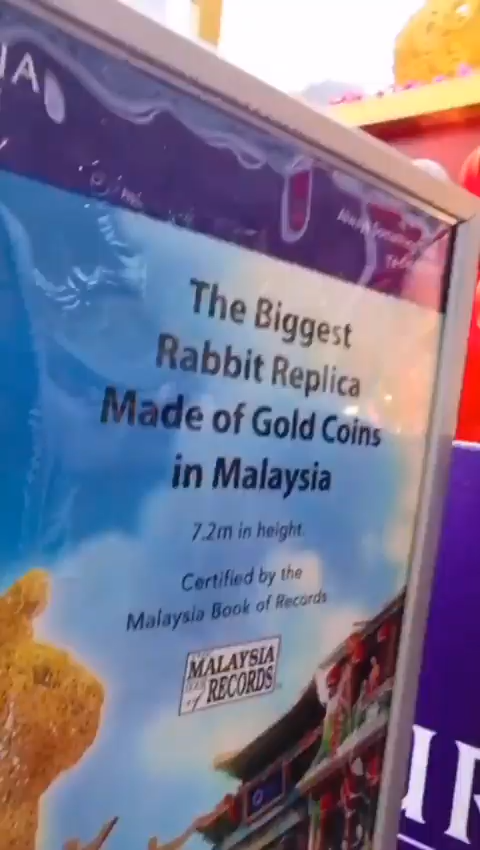 The Biggest
Rabbit Replica
Made of Gold Coins
in Malaysia
7.2m in height.
Certified by the
Malaysia Book of Records
MALAYSIA
RECORDS
UR